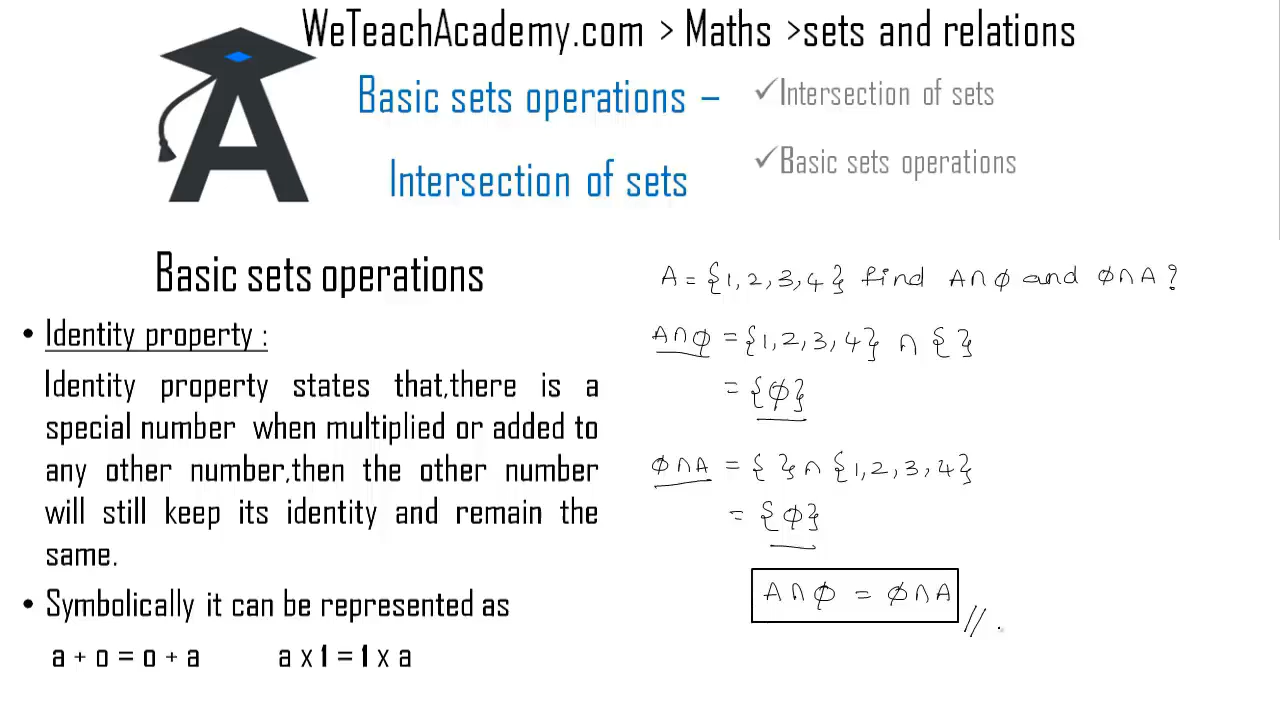 WeTeachAcademy.com > Maths >sets and relations
Basic sets operations –
Intersection of sets
✓Intersection of sets
✓Basic sets operations
Basic sets operations
• Identity property :
Identity property states that,there is a
special number when multiplied or added to
any other number,then the other number
will still keep its identity and remain the
same.
• Symbolically it can be represented as
a + o = o + a a x 1 = 1 x a
A = {1, 2, 3, 4} find A∩ϕ and ϕ∩A ?
A∩ϕ = {1, 2, 3, 4} ∩ { }
= {ϕ}
ϕ∩A = { } ∩ {1, 2, 3, 4}
= {ϕ}
A∩ϕ = ϕ∩A //.